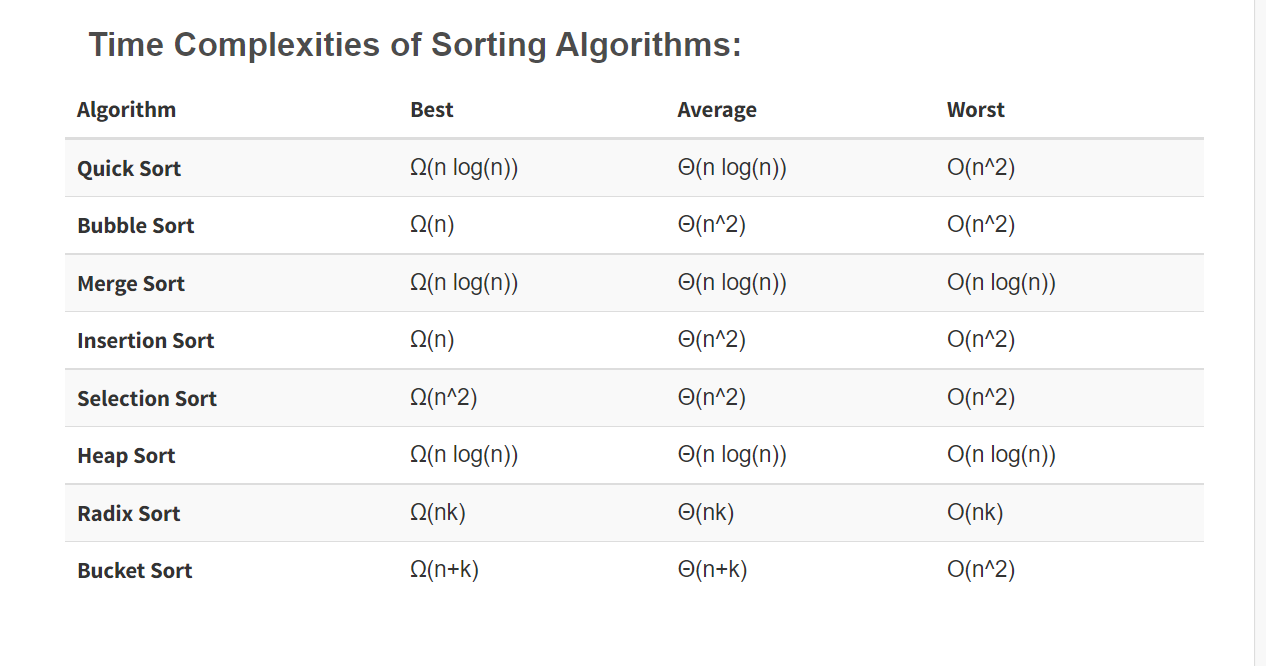 Time Complexities of Sorting Algorithms:
Algorithm Best Average Worst
Quick Sort Ω(n log(n)) Θ(n log(n)) O(n^2)
Bubble Sort Ω(n) Θ(n^2) O(n^2)
Merge Sort Ω(n log(n)) Θ(n log(n)) O(n log(n))
Insertion Sort Ω(n) Θ(n^2) O(n^2)
Selection Sort Ω(n^2) Θ(n^2) O(n^2)
Heap Sort Ω(n log(n)) Θ(n log(n)) O(n log(n))
Radix Sort Ω(nk) Θ(nk) O(nk)
Bucket Sort Ω(n+k) Θ(n+k) O(n^2)